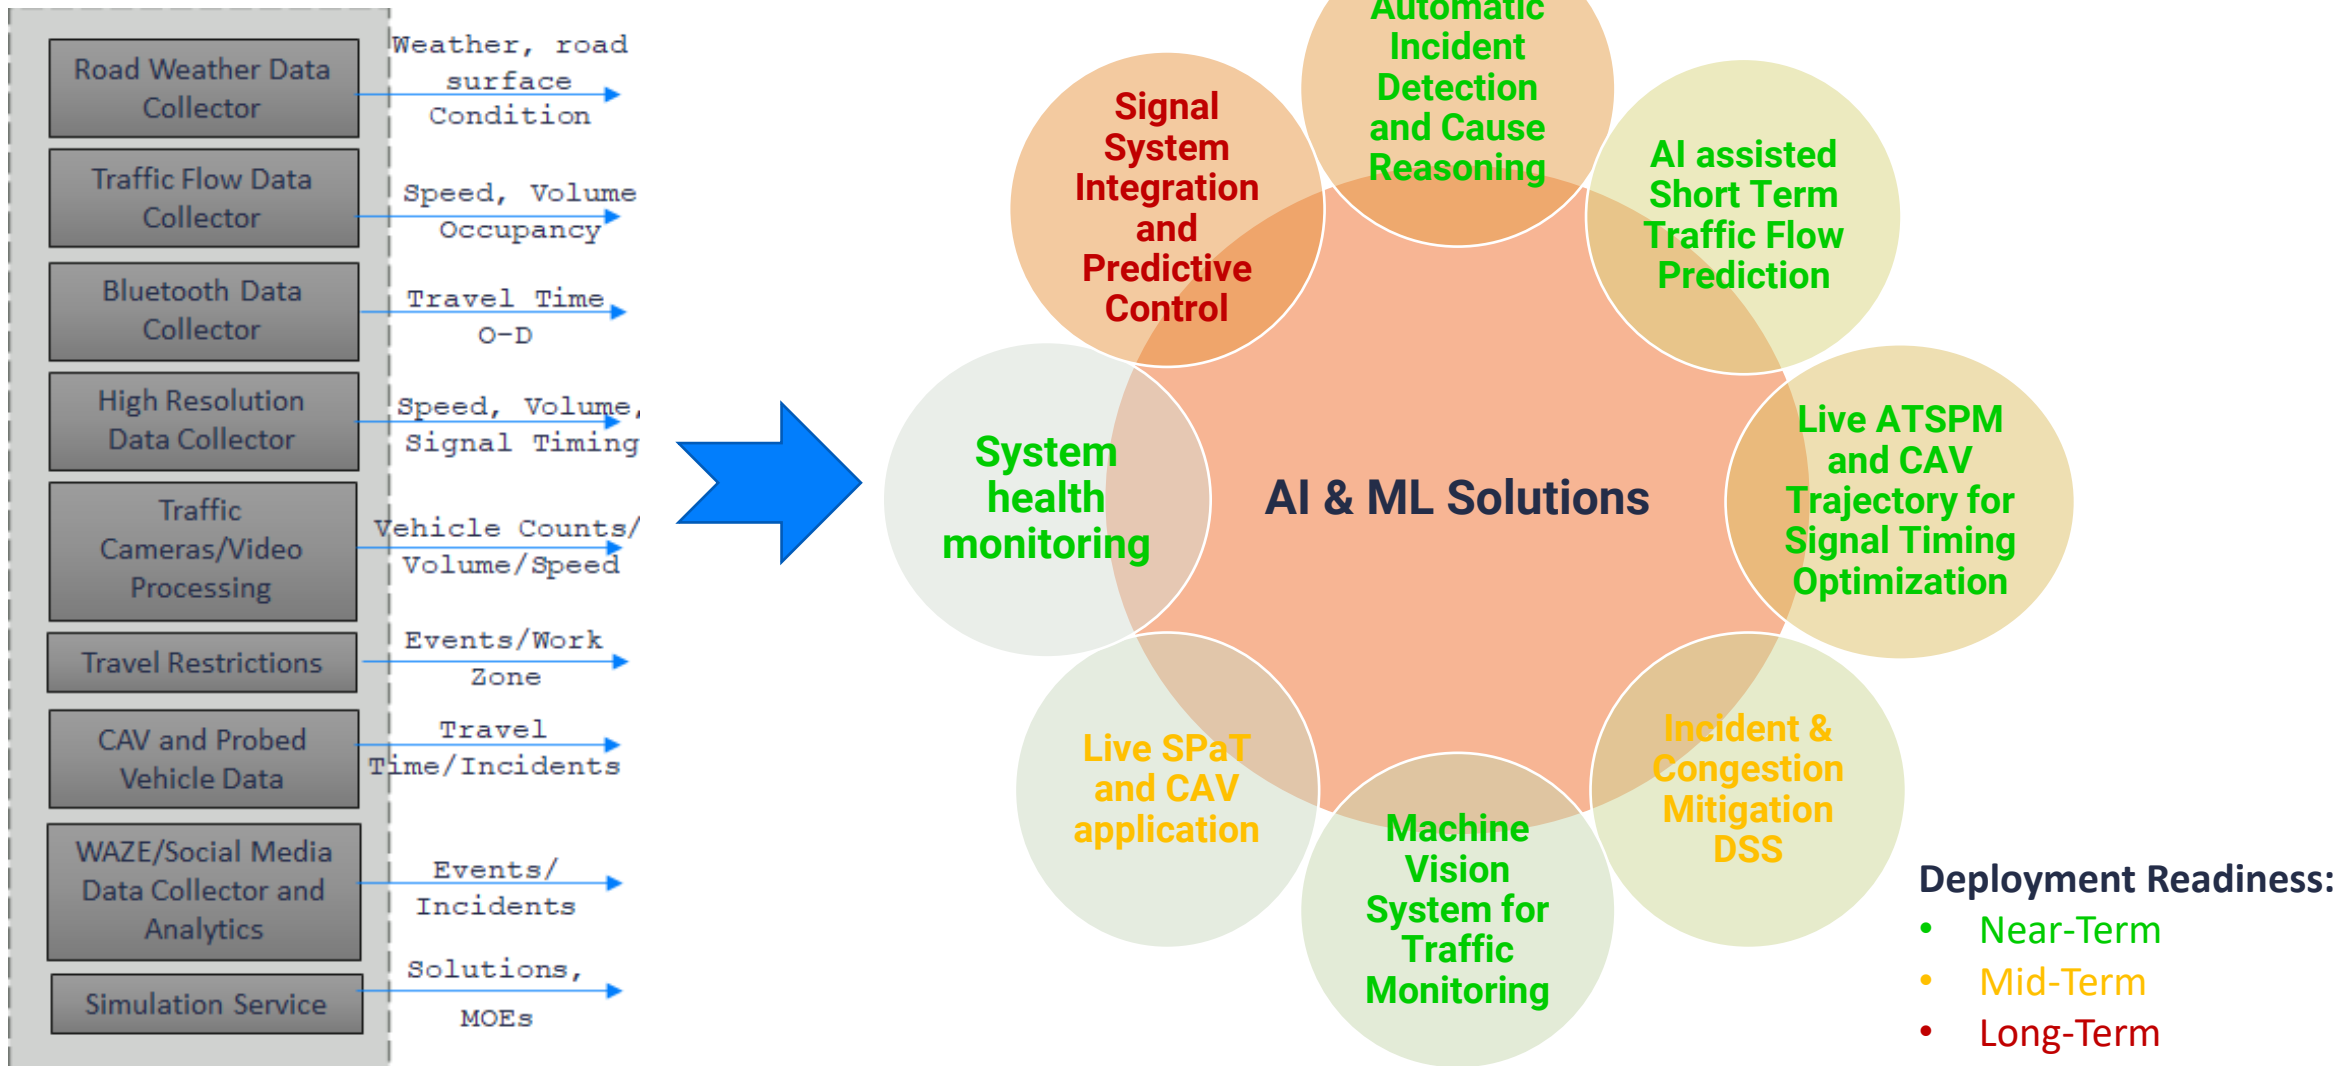 Road Weather Data
Collector
Weather, road
surface
Condition
Traffic Flow Data
Collector
Speed, Volume
Occupancy
Bluetooth Data
Collector
Travel Time
O-D
High Resolution
Data Collector
Speed, Volume,
Signal Timing
Traffic
Cameras/Video
Processing
Vehicle Counts/
Volume/Speed
Travel Restrictions
Events/Work
Zone
CAV and Probed
Vehicle Data
Travel
Time/Incidents
WAZE/Social Media
Data Collector and
Analytics
Events/
Incidents
Simulation Service
Solutions,
MOEs
Automatic
Incident
Detection
and Cause
Reasoning
AI assisted
Short Term
Traffic Flow
Prediction
Live ATSPM
and CAV
Trajectory for
Signal Timing
Optimization
Incident &
Congestion
Mitigation
DSS
Machine
Vision
System for
Traffic
Monitoring
Live SPaT
and CAV
application
System
health
monitoring
Signal
System
Integration
and
Predictive
Control
AI & ML Solutions
Deployment Readiness:
• Near-Term
• Mid-Term
• Long-Term